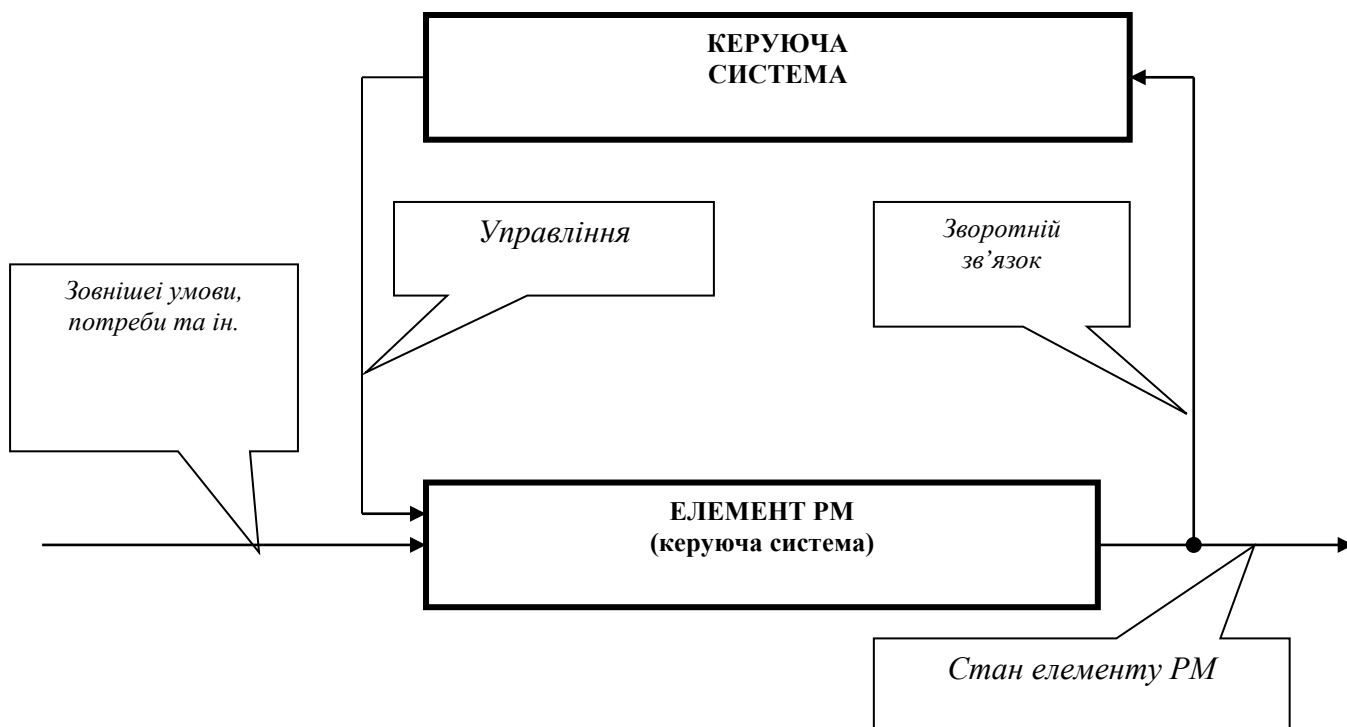 КЕРУЮЧА
СИСТЕМА
Управління
Зворотній
зв’язок
Зовнішеі умови,
потреби та ін.
ЕЛЕМЕНТ РМ
(керуюча система)
Стан елементу РМ